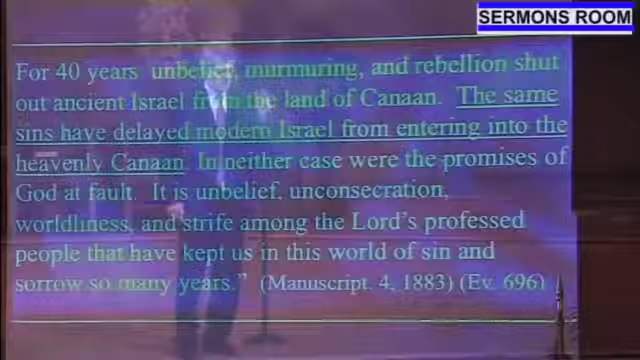 SERMONS ROOM
For 40 years unbelief, murmuring, and rebellion shut
out ancient Israel from the land of Canaan. The same
sins have delayed modern Israel from entering into the
heavenly Canaan. In neither case were the promises of
God at fault. It is unbelief, unconsecration,
worldliness, and strife among the Lord's professed
people that have kept us in this world of sin and
sorrow so many years." (Manuscript. 4, 1883) (Ev. 696)